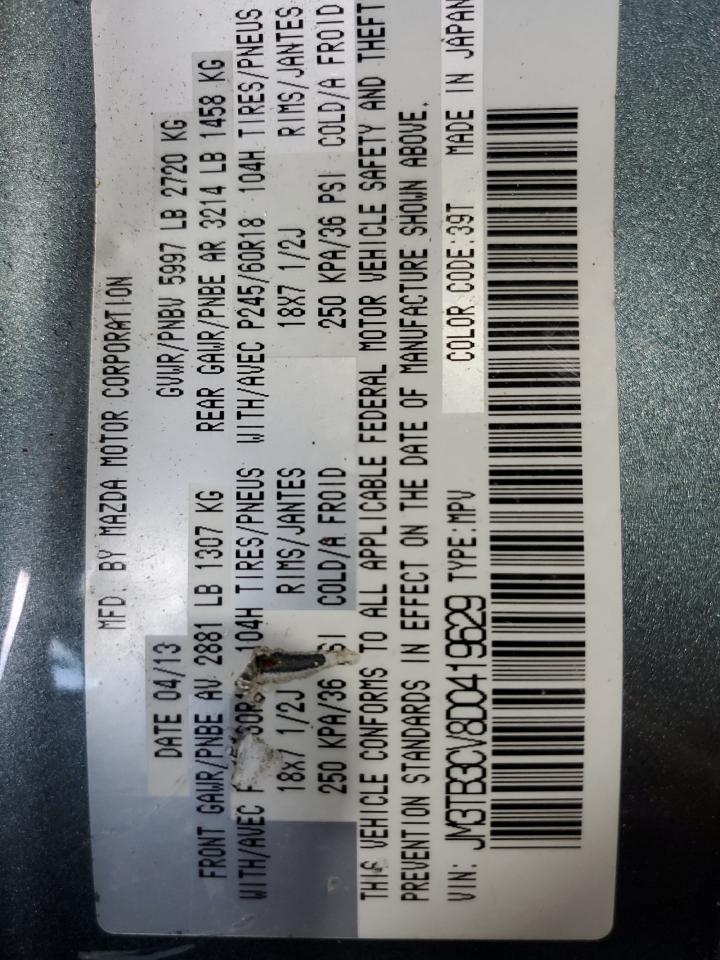 MFD. BY MAZDA MOTOR CORPORATION
DATE 04/13 GVWR/PNBV 5997 LB 2720 KG
FRONT GAWR/PNBE AV 2881 LB 1307 KG REAR GAWR/PNBE AR 3214 LB 1458 KG
WITH/AVEC 104H TIRES/PNEUS WITH/AVEC P245/60R18 104H TIRES/PNEUS
18X7 1/2J RIMS/JANTES 18X7 1/2J RIMS/JANTES
250 KPA/36 COLD/A FROID 250 KPA/36 PSI COLD/A FROID
THIS VEHICLE CONFORMS TO ALL APPLICABLE FEDERAL MOTOR VEHICLE SAFETY AND THEFT
PREVENTION STANDARDS IN EFFECT ON THE DATE OF MANUFACTURE SHOWN ABOVE.
VIN: JM3TB3CV8D0419629 TYPE:MPV COLOR CODE:39T MADE IN JAPAN